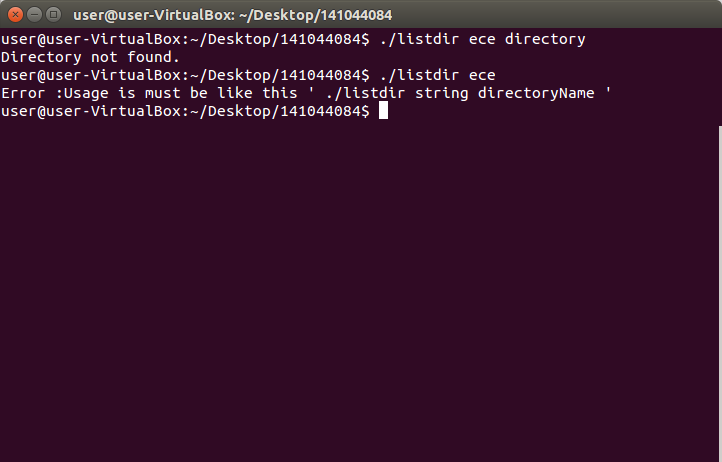 user@user-VirtualBox: ~/Desktop/141044084
user@user-VirtualBox:~/Desktop/141044084$ ./listdir ece directory
Directory not found.
user@user-VirtualBox:~/Desktop/141044084$ ./listdir ece
Error :Usage is must be like this ' ./listdir string directoryName '
user@user-VirtualBox:~/Desktop/141044084$